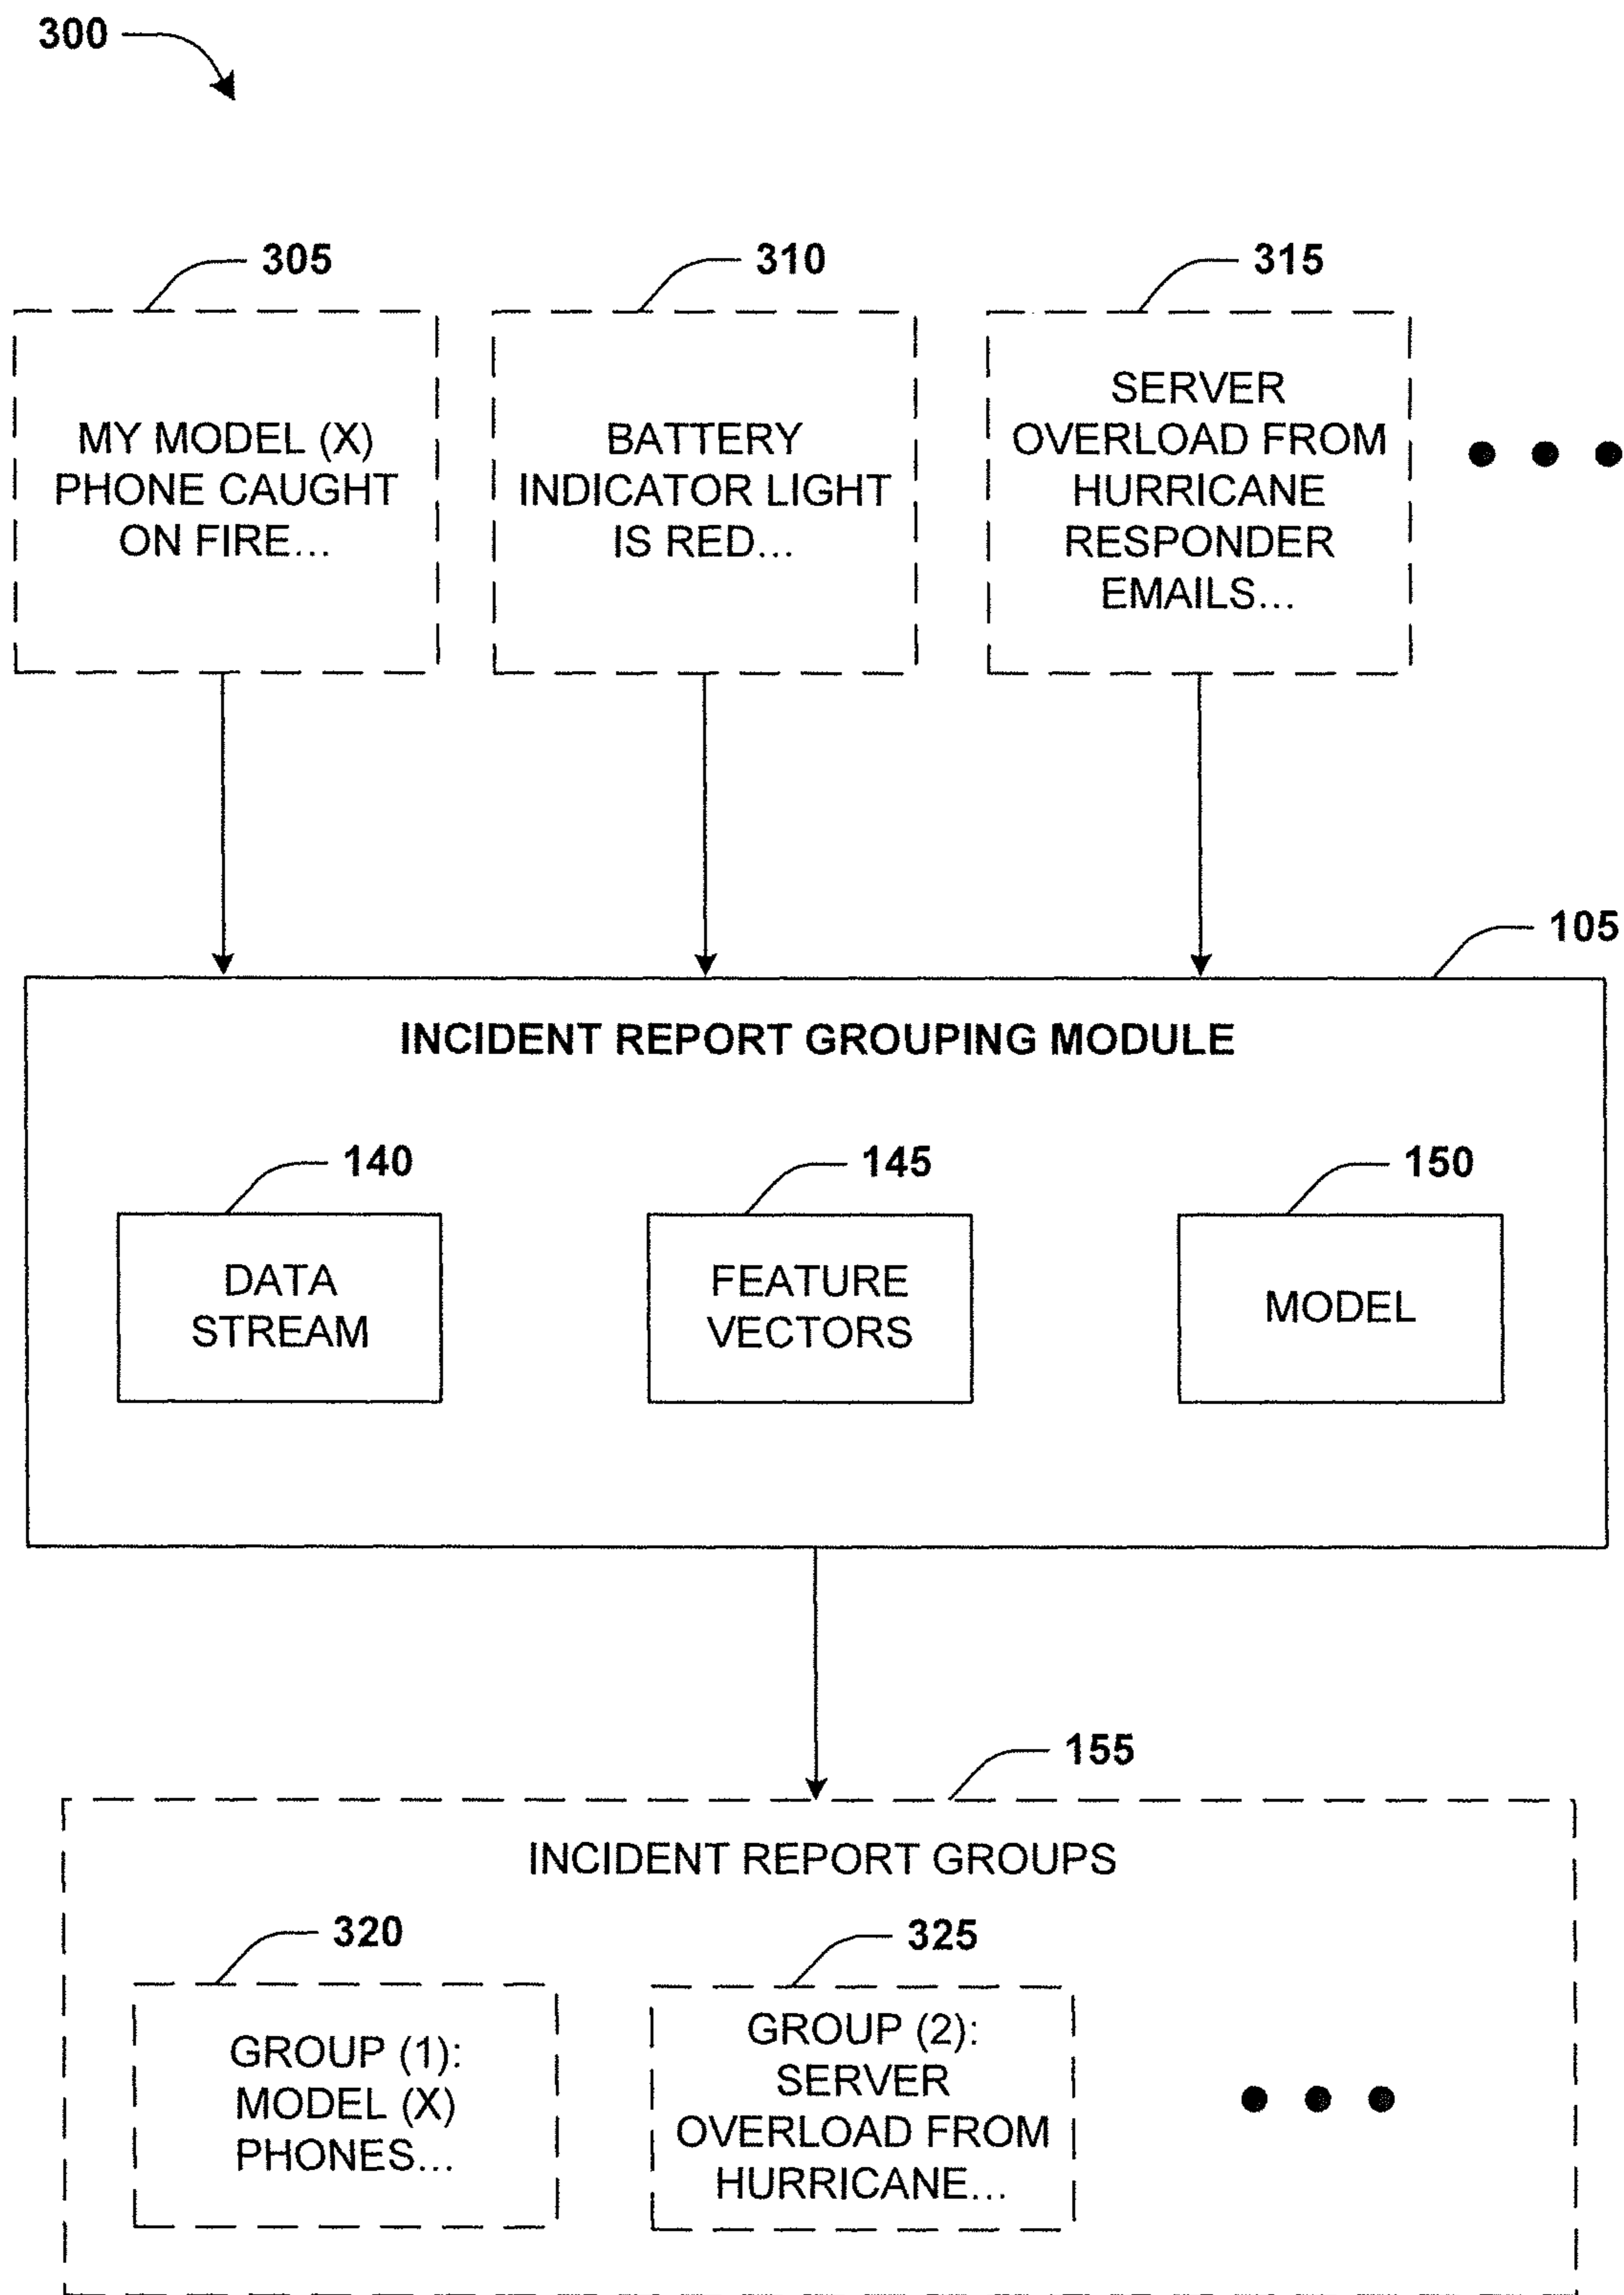 300
305
310
315
MY MODEL (X)
PHONE CAUGHT
ON FIRE...
BATTERY
INDICATOR LIGHT
IS RED...
SERVER
OVERLOAD FROM
HURRICANE
RESPONDER
EMAILS...
105
INCIDENT REPORT GROUPING MODULE
140
145
150
DATA
STREAM
FEATURE
VECTORS
MODEL
155
INCIDENT REPORT GROUPS
320
325
GROUP (1):
MODEL (X)
PHONES...
GROUP (2):
SERVER
OVERLOAD FROM
HURRICANE...